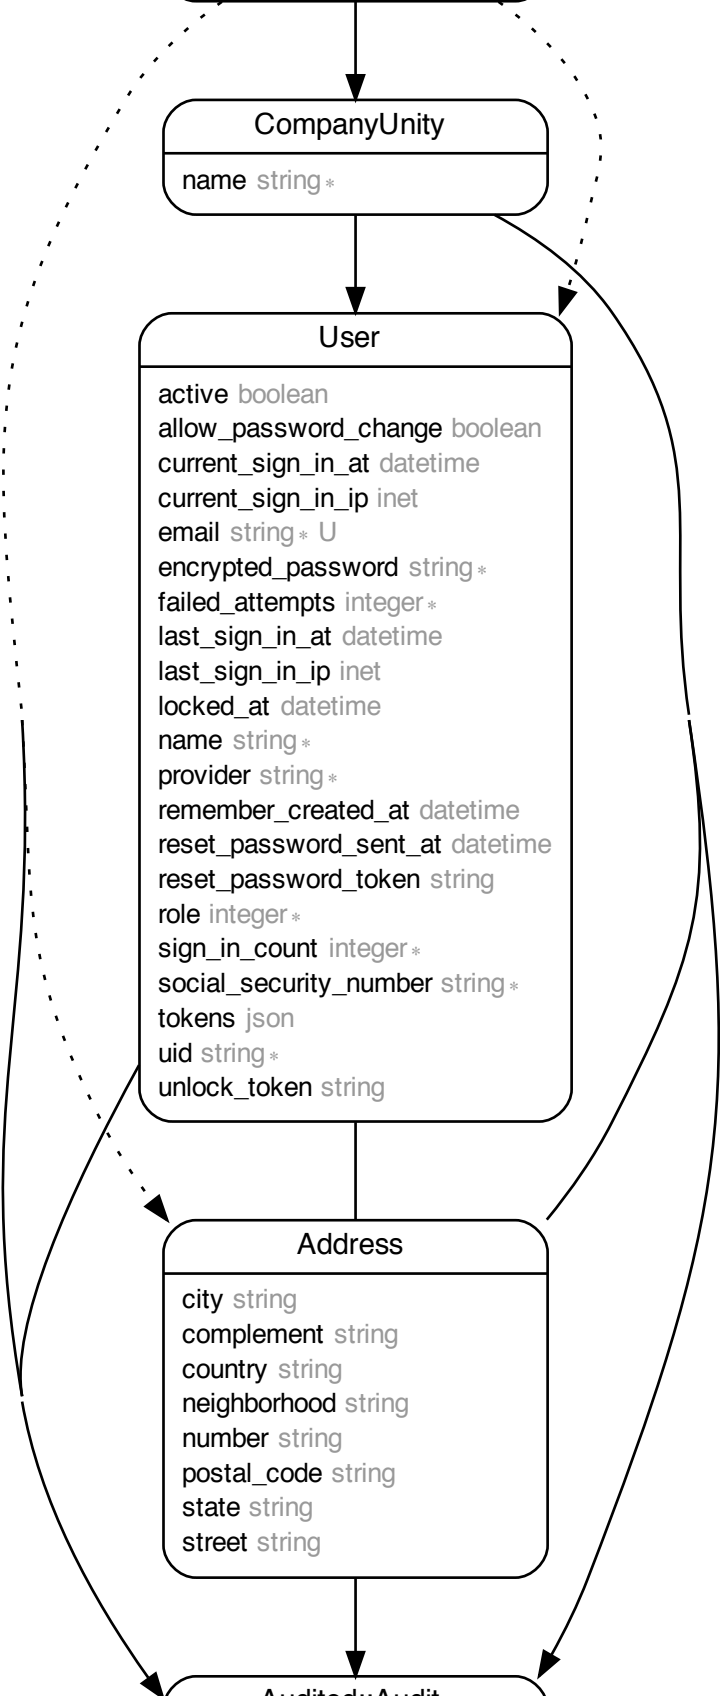 CompanyUnity
name string *
User
active boolean
allow_password_change boolean
current_sign_in_at datetime
current_sign_in_ip inet
email string * U
encrypted_password string *
failed_attempts integer *
last_sign_in_at datetime
last_sign_in_ip inet
locked_at datetime
name string *
provider string *
remember_created_at datetime
reset_password_sent_at datetime
reset_password_token string
role integer *
sign_in_count integer *
social_security_number string *
tokens json
uid string *
unlock_token string
Address
city string
complement string
country string
neighborhood string
number string
postal_code string
state string
street string
Audited::Audit